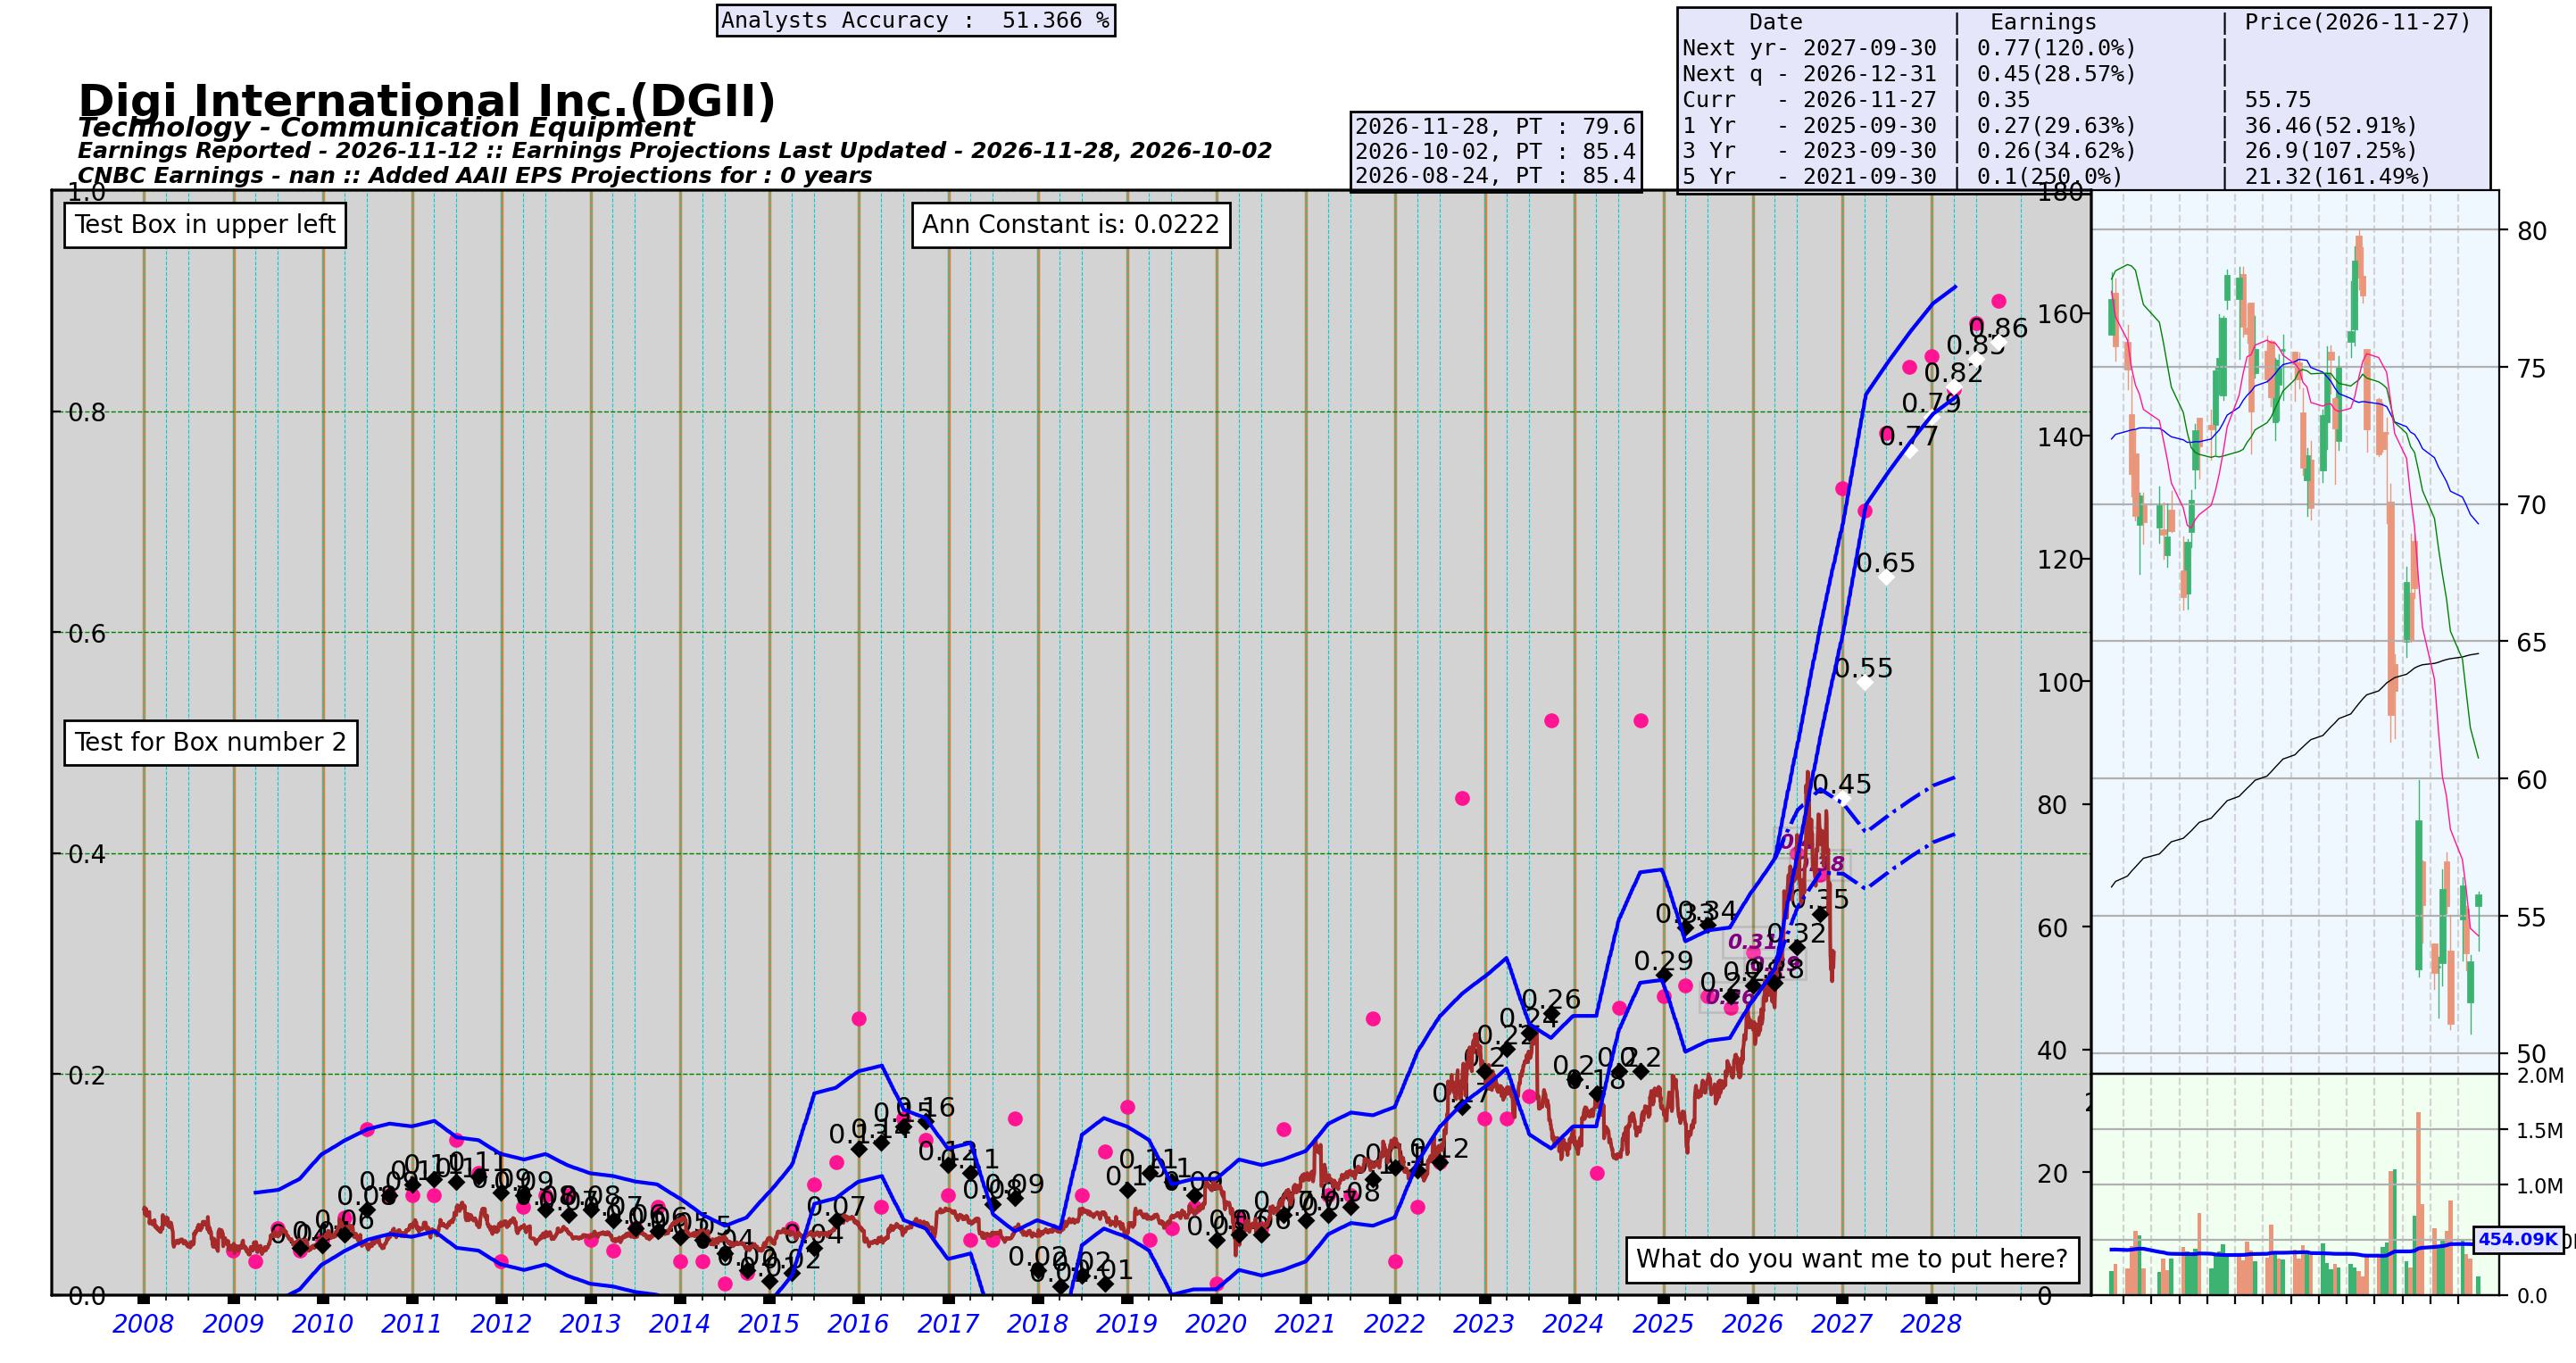 Analysts Accuracy :  51.366 %
Date | Earnings | Price(2026-11-27)
Next yr- 2027-09-30 | 0.77(120.0%) |
Next q - 2026-12-31 | 0.45(28.57%) |
Curr - 2026-11-27 | 0.35 | 55.75
1 Yr - 2025-09-30 | 0.27(29.63%) | 36.46(52.91%)
3 Yr - 2023-09-30 | 0.26(34.62%) | 26.9(107.25%)
5 Yr - 2021-09-30 | 0.1(250.0%) | 21.32(161.49%)
Digi International Inc.(DGII)
Technology - Communication Equipment
Earnings Reported - 2026-11-12 :: Earnings Projections Last Updated - 2026-11-28, 2026-10-02
CNBC Earnings - nan :: Added AAII EPS Projections for : 0 years
2026-11-28, PT : 79.6
2026-10-02, PT : 85.4
2026-08-24, PT : 85.4
Test Box in upper left
Ann Constant is: 0.0222
Test for Box number 2
What do you want me to put here?
1.0
0.8
0.6
0.4
0.2
0.0
180
160
140
120
100
80
60
40
20
0
80
75
70
65
60
55
50
2.0M
1.5M
1.0M
0.0
454.09K
0.86
0.85
0.82
0.79
0.77
0.65
0.55
0.45
0.38
0.35
0.32
0.31
0.34
0.33
0.29
0.26
0.24
0.22
0.2
0.18
0.17
0.12
2008 2009 2010 2011 2012 2013 2014 2015 2016 2017 2018 2019 2020 2021 2022 2023 2024 2025 2026 2027 2028